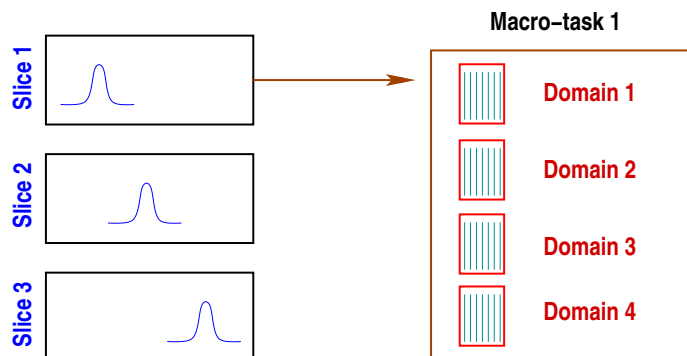 Macro−task 1
Slice 1
Domain 1
Slice 2
Domain 2
Domain 3
Slice 3
Domain 4